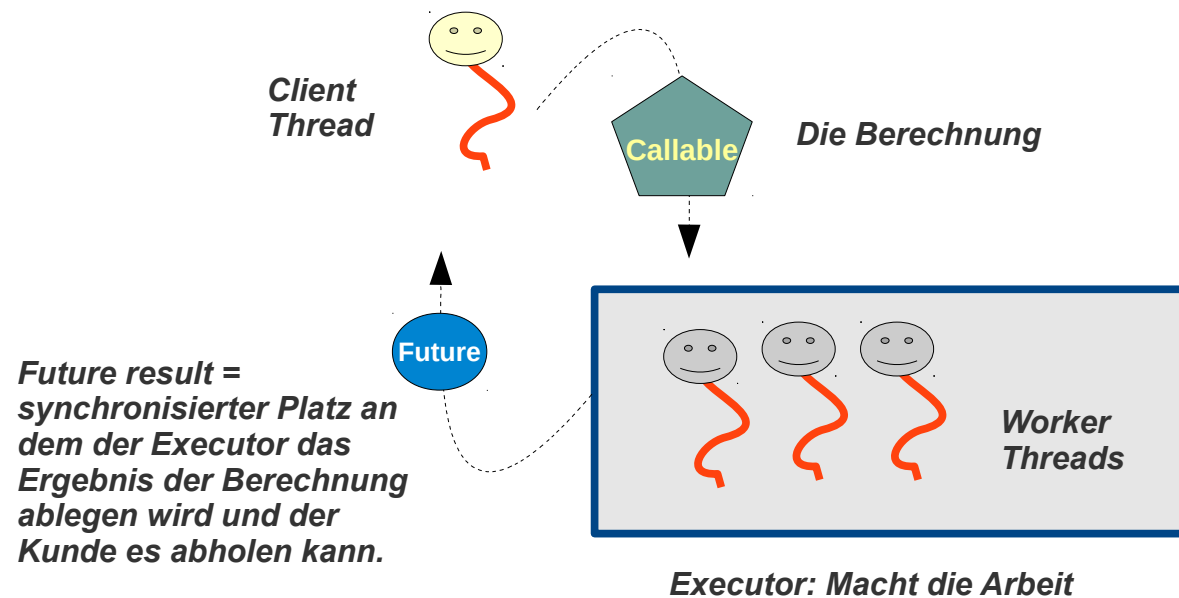 Client
Thread
Callable
Die Berechnung
Future
Future result =
synchronisierter Platz an
dem der Executor das
Ergebnis der Berechnung
ablegen wird und der
Kunde es abholen kann.
Worker
Threads
Executor: Macht die Arbeit